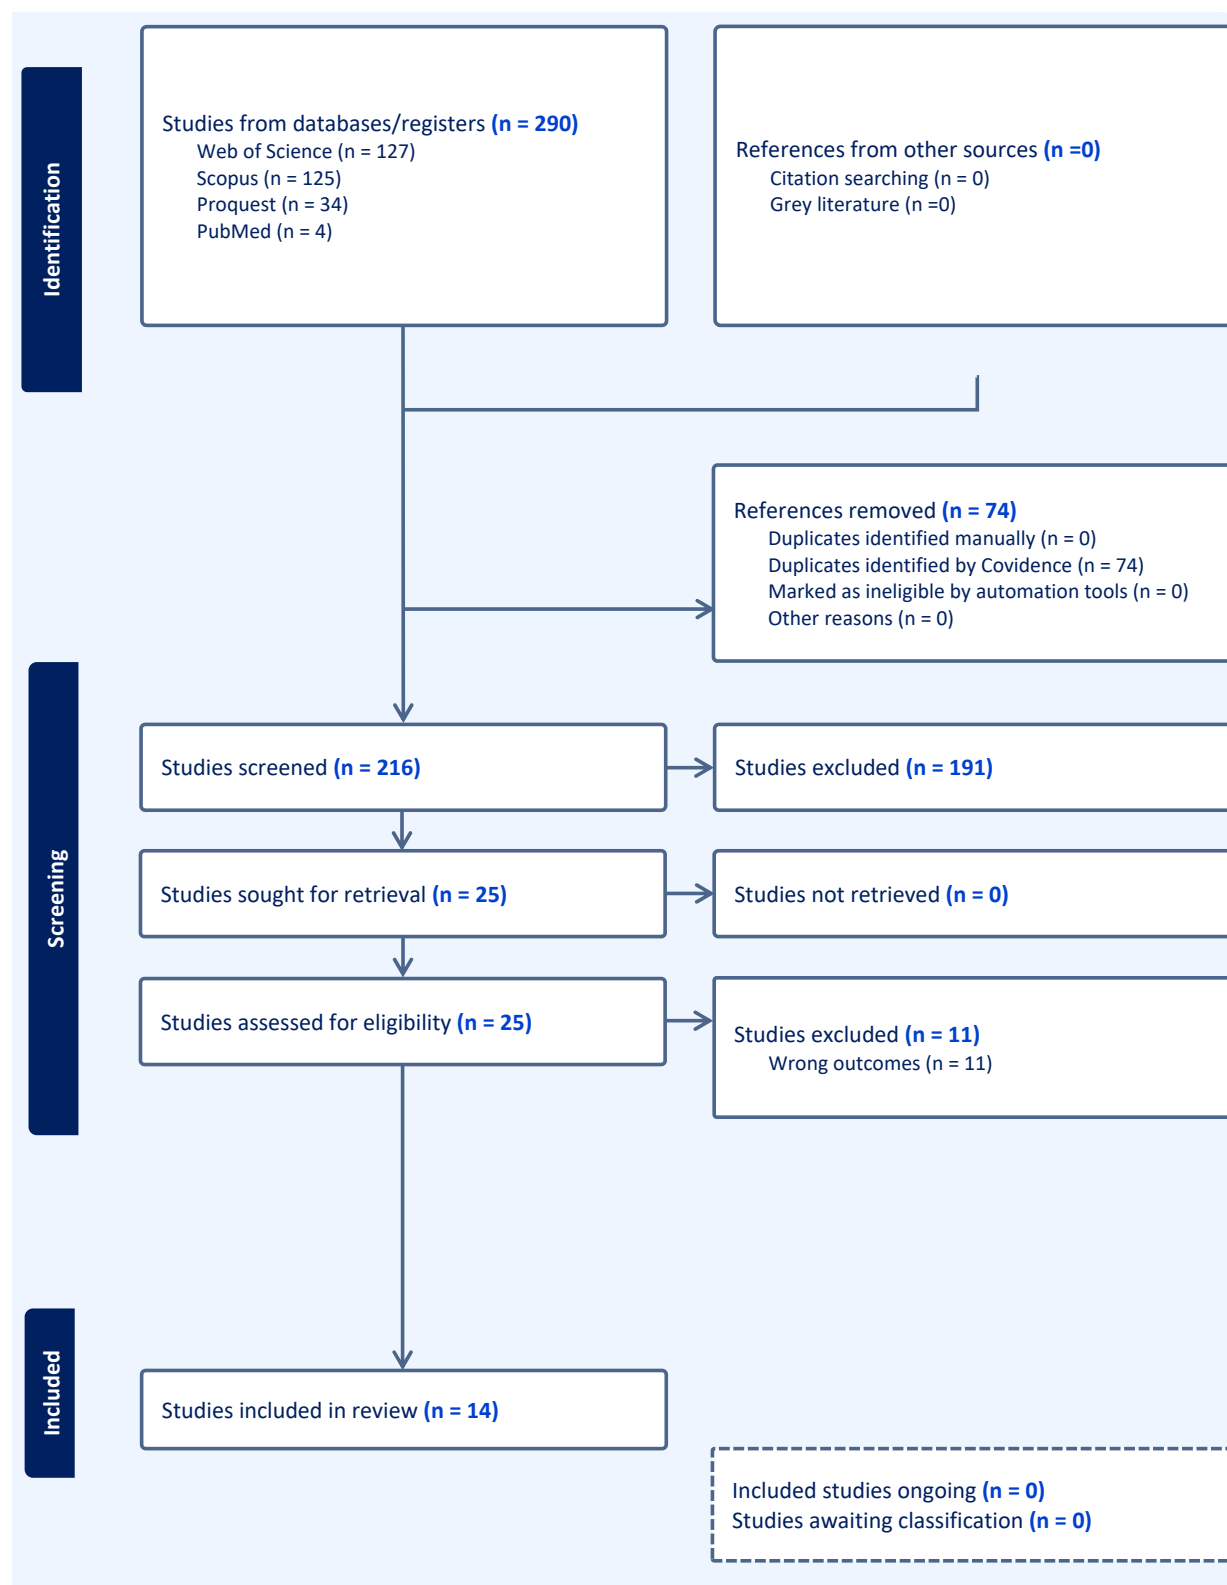 Identification
Studies from databases/registers (n = 290)
Web of Science (n = 127)
Scopus (n = 125)
Proquest (n = 34)
PubMed (n = 4)
References from other sources (n =0)
Citation searching (n = 0)
Grey literature (n =0)
References removed (n = 74)
Duplicates identified manually (n = 0)
Duplicates identified by Covidence (n = 74)
Marked as ineligible by automation tools (n = 0)
Other reasons (n = 0)
Screening
Studies screened (n = 216)
Studies excluded (n = 191)
Studies sought for retrieval (n = 25)
Studies not retrieved (n = 0)
Studies assessed for eligibility (n = 25)
Studies excluded (n = 11)
Wrong outcomes (n = 11)
Included
Studies included in review (n = 14)
Included studies ongoing (n = 0)
Studies awaiting classification (n = 0)